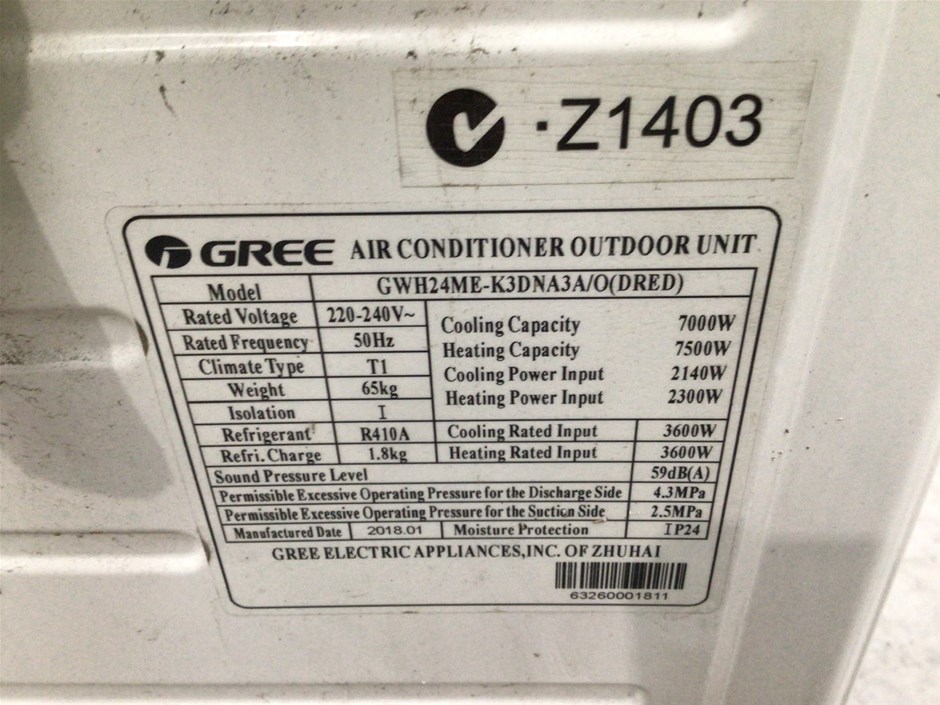 ·Z1403
GREE AIR CONDITIONER OUTDOOR UNIT
Model GWH24ME-K3DNA3A/O(DRED)
Rated Voltage 220-240V~
Rated Frequency 50Hz
Climate Type T1
Weight 65kg
Isolation I
Refrigerant R410A
Refri. Charge 1.8kg
Cooling Capacity 7000W
Heating Capacity 7500W
Cooling Power Input 2140W
Heating Power Input 2300W
Cooling Rated Input 3600W
Heating Rated Input 3600W
Sound Pressure Level 59dB(A)
Permissible Excessive Operating Pressure for the Discharge Side 4.3MPa
Permissible Excessive Operating Pressure for the Suction Side 2.5MPa
Manufactured Date 2018.01 Moisture Protection IP24
GREE ELECTRIC APPLIANCES,INC. OF ZHUHAI
63260001811